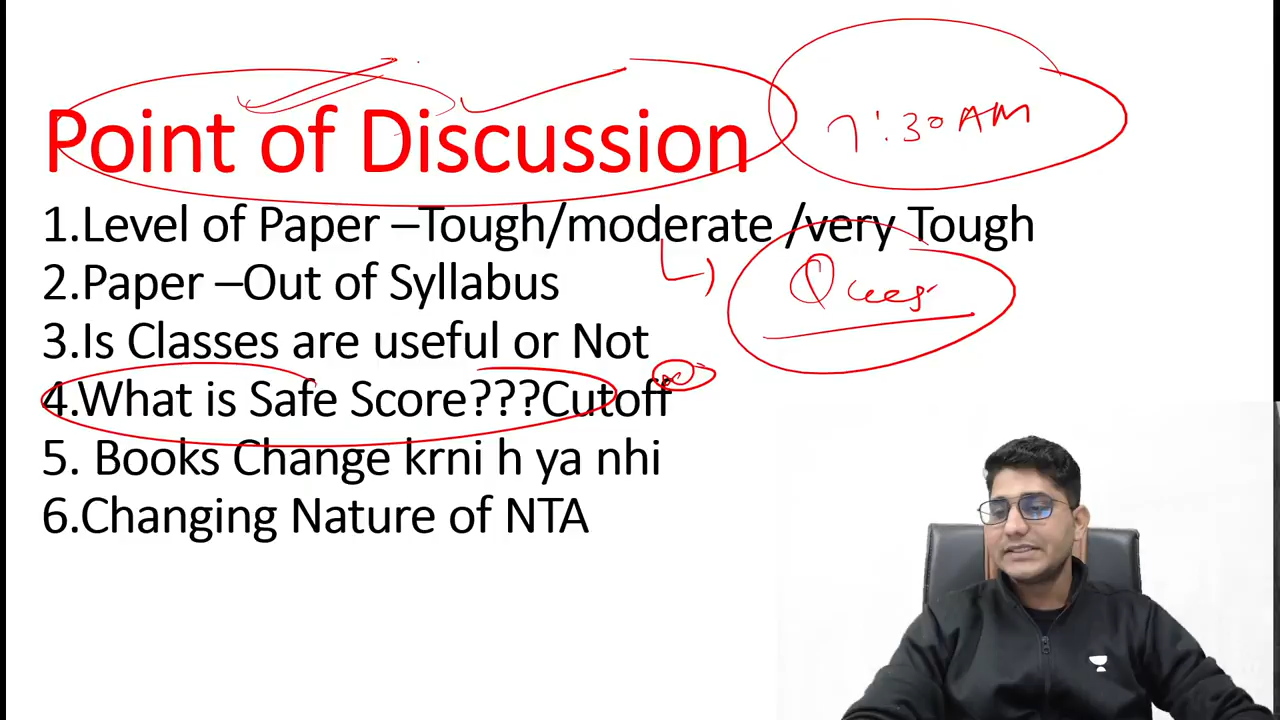 Point of Discussion
7:30 AM
1.Level of Paper –Tough/moderate /very Tough
2.Paper –Out of Syllabus
Ques
3.Is Classes are useful or Not
4.What is Safe Score???Cutoff
5. Books Change krni h ya nhi
6.Changing Nature of NTA